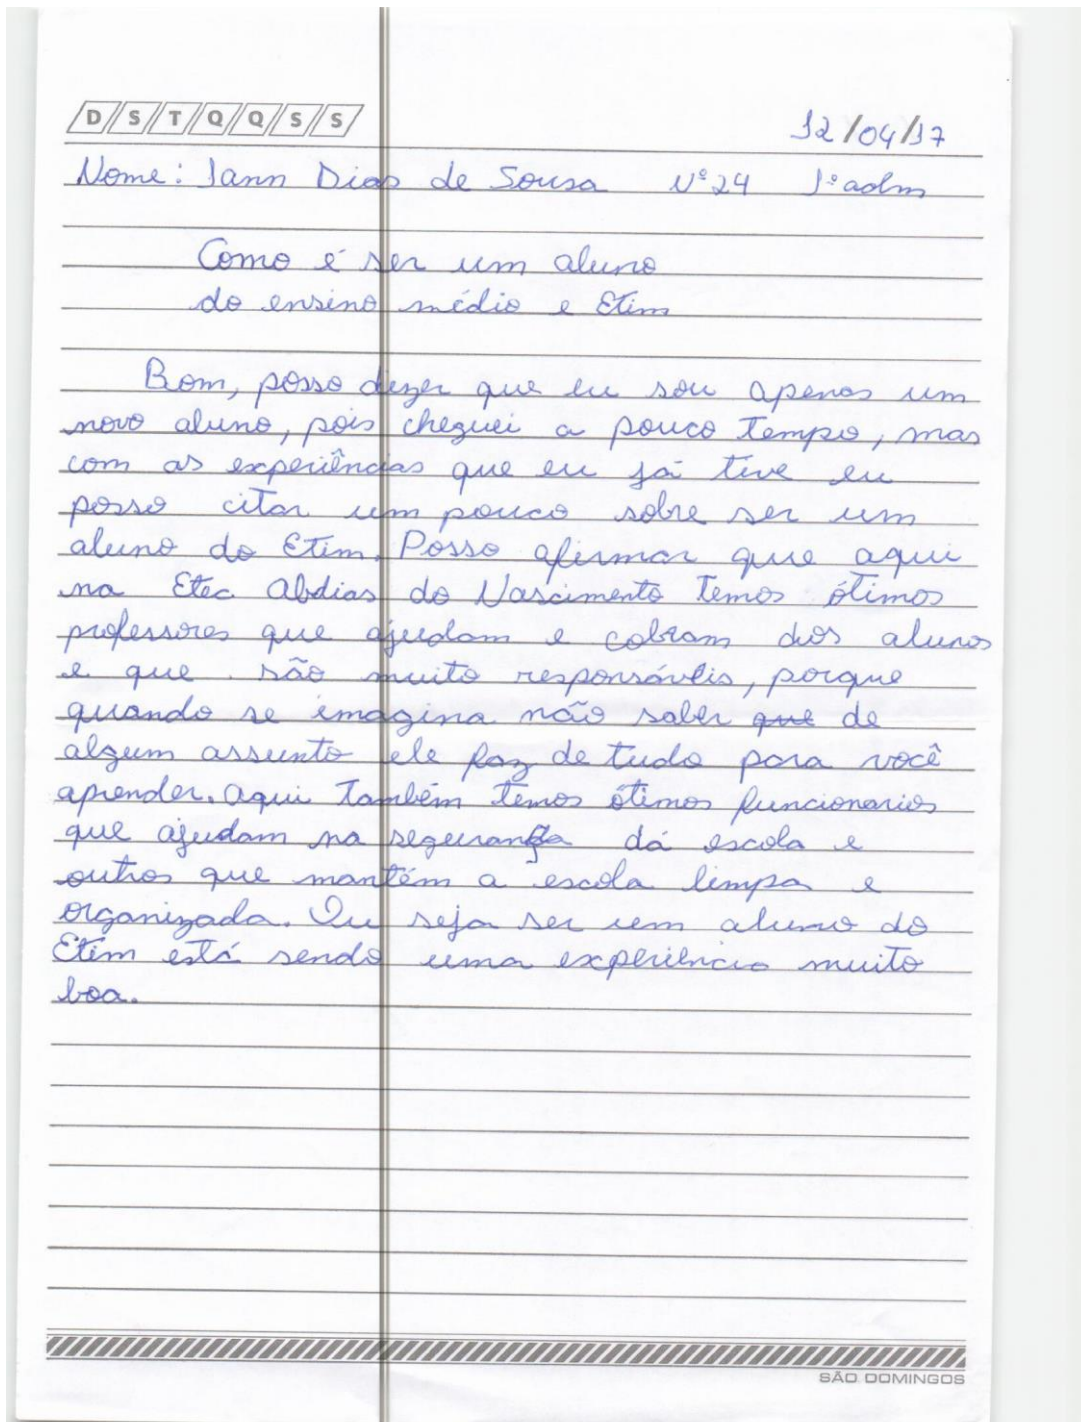 D S T Q Q S S
12/04/17
Nome: Iann Dias de Sousa Nº 24 1º adm
Como é ser um aluno
do ensino médio e Etim
Bom, posso dizer que eu sou apenas um
novo aluno, pois cheguei a pouco tempo, mas
com as experiências que eu já tive eu
posso citar um pouco sobre ser um
aluno do Etim. Posso afirmar que aqui
na Etec Abdias do Nascimento temos ótimos
professores que ajudam e cobram dos alunos
e que são muito responsáveis, porque
quando se imagina não saber que de
algum assunto ele faz de tudo para você
aprender. aqui também temos ótimos funcionarios
que ajudam na segurança dá escola e
outros que mantém a escola limpa e
organizada. Ou seja ser um aluno do
Etim está sendo uma experiência muito
boa.
SÃO DOMINGOS